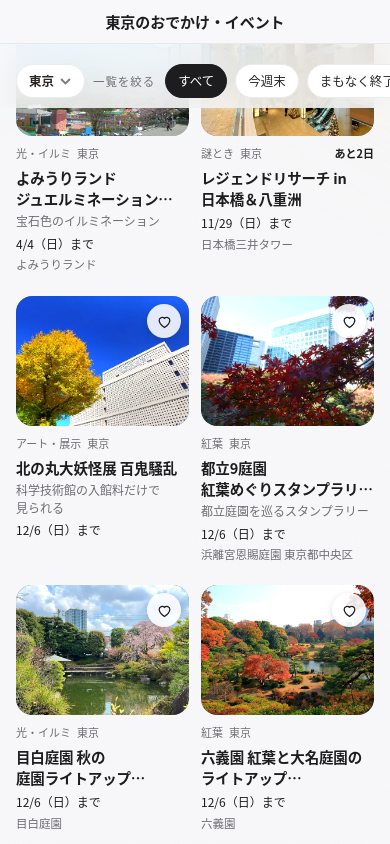 東京のおでかけ・イベント
東京
一覧を絞る
すべて
今週末
まもなく終了
光・イルミ 東京
よみうりランド
ジュエルミネーション…
宝石色のイルミネーション
4/4（日）まで
よみうりランド
謎とき 東京
あと2日
レジェンドリサーチ in
日本橋＆八重洲
11/29（日）まで
日本橋三井タワー
アート・展示 東京
北の丸大妖怪展 百鬼騒乱
科学技術館の入館料だけで
見られる
12/6（日）まで
紅葉 東京
都立9庭園
紅葉めぐりスタンプラリ…
都立庭園を巡るスタンプラリー
12/6（日）まで
浜離宮恩賜庭園 東京都中央区
光・イルミ 東京
目白庭園 秋の
庭園ライトアップ…
12/6（日）まで
目白庭園
紅葉 東京
六義園 紅葉と大名庭園の
ライトアップ…
12/6（日）まで
六義園